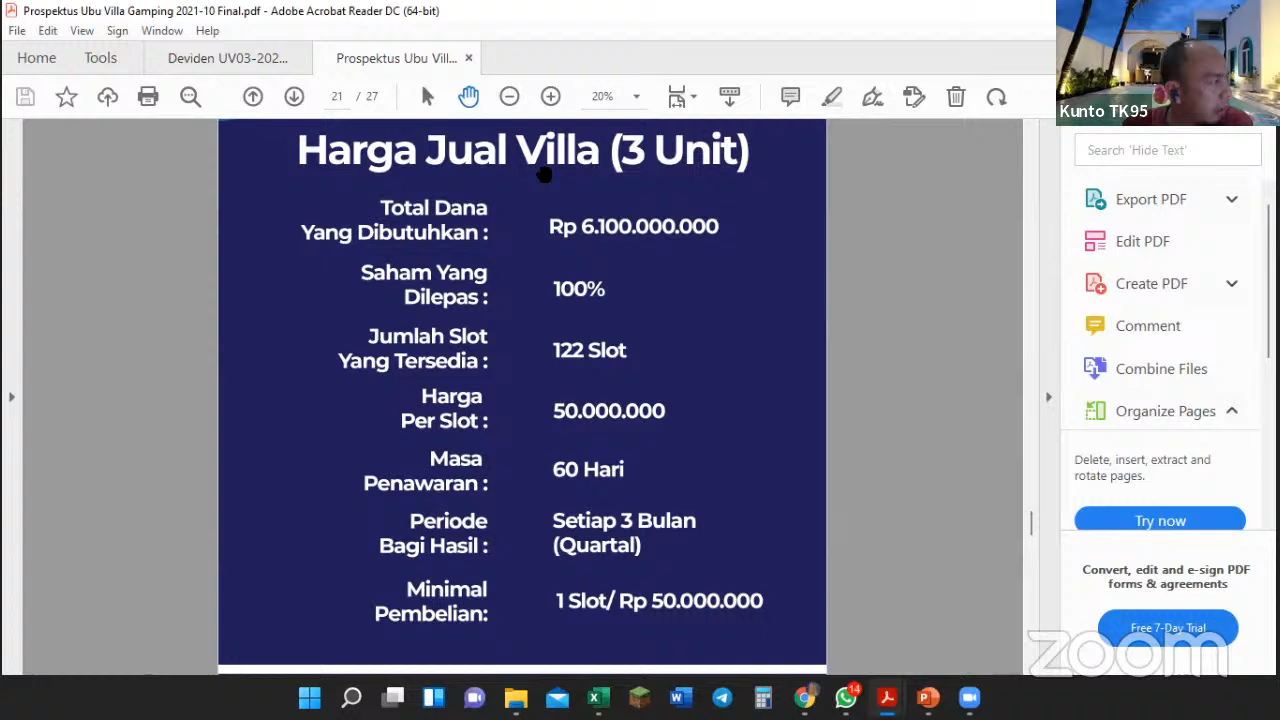 Prospektus Ubu Villa Gamping 2021-10 Final.pdf - Adobe Acrobat Reader DC (64-bit)
File Edit View Sign Window Help
Home Tools Deviden UV03-202... Prospektus Ubu Vill... ×
21 / 27 20%
Kunto TK95
Harga Jual Villa (3 Unit)
Total Dana
Yang Dibutuhkan : Rp 6.100.000.000
Saham Yang
Dilepas : 100%
Jumlah Slot
Yang Tersedia : 122 Slot
Harga
Per Slot : 50.000.000
Masa
Penawaran : 60 Hari
Periode
Bagi Hasil :
Setiap 3 Bulan
(Quartal)
Minimal
Pembelian: 1 Slot/ Rp 50.000.000
Search 'Hide Text'
Export PDF
Edit PDF
Create PDF
Comment
Combine Files
Organize Pages
Delete, insert, extract and
rotate pages.
Try now
Convert, edit and e-sign PDF
forms & agreements
Free 7-Day Trial
zoom
14